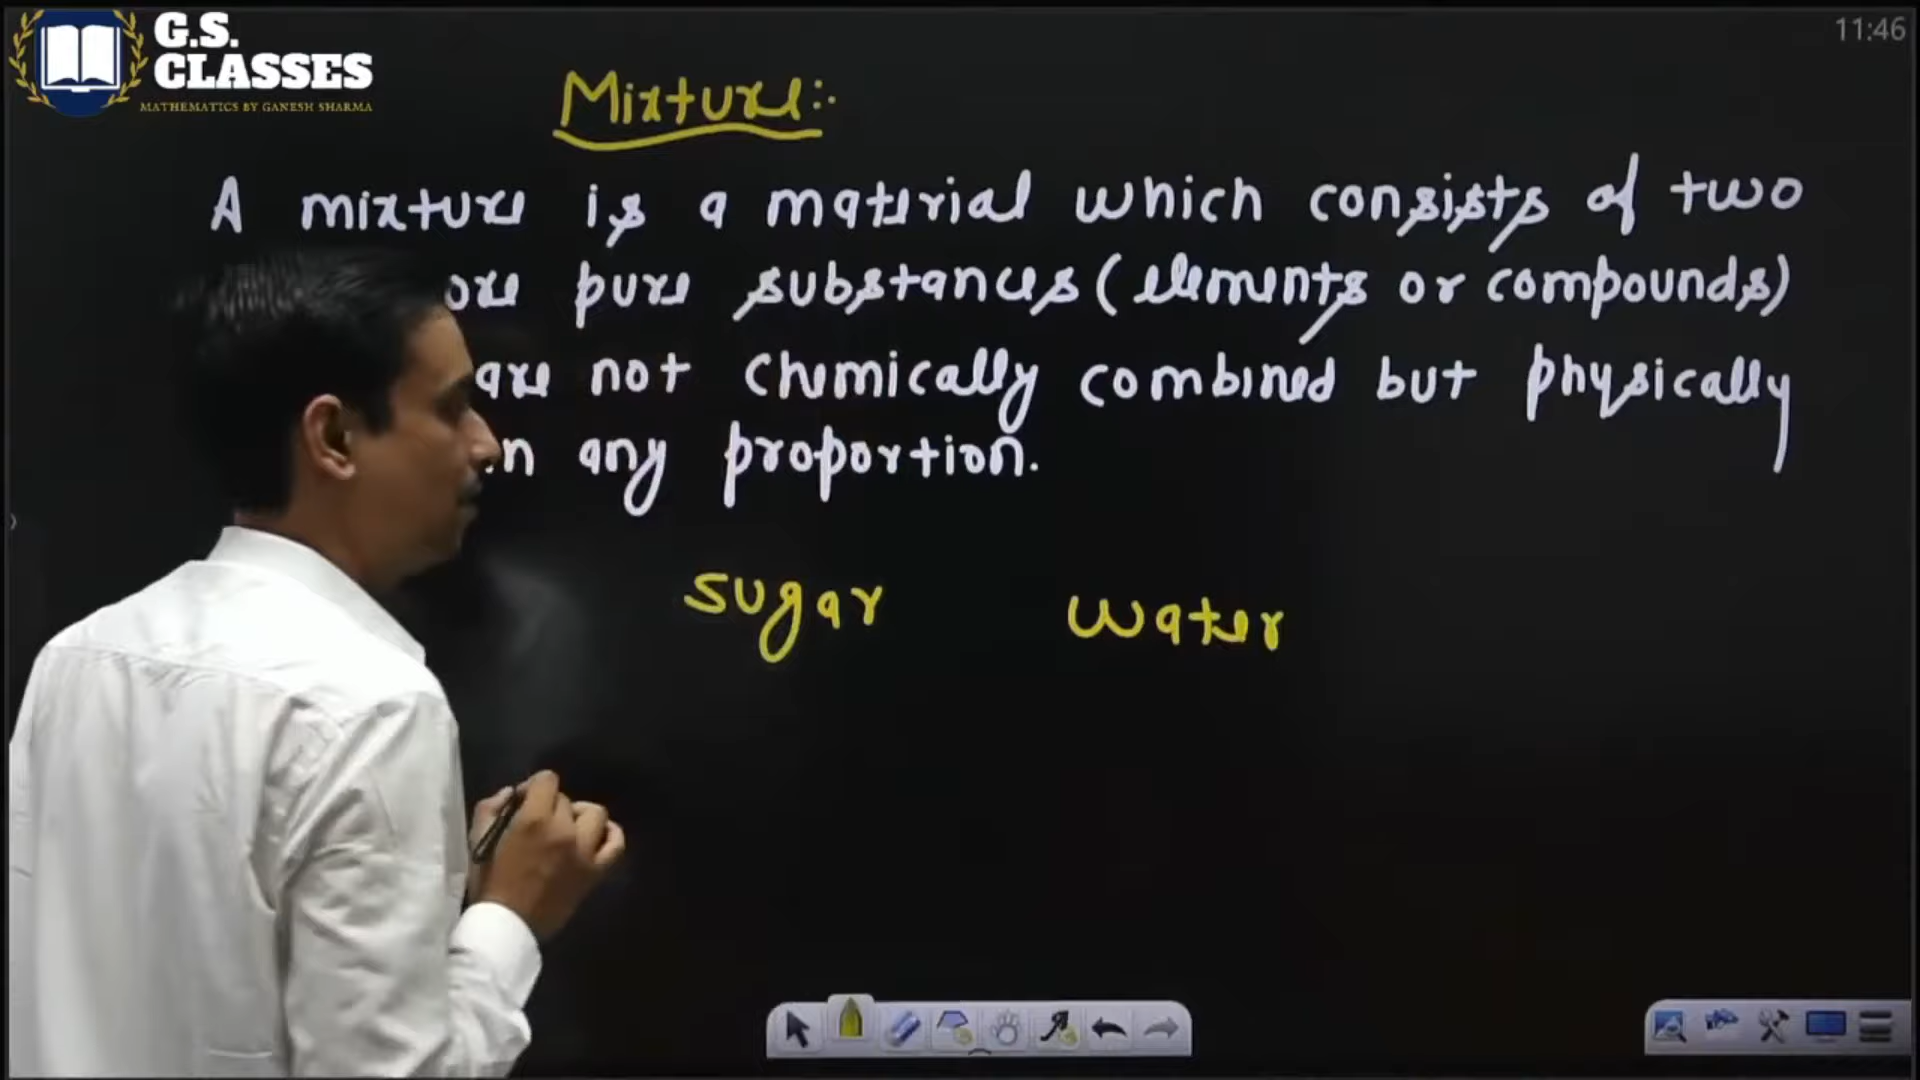 G.S.
CLASSES
MATHEMATICS BY GANESH SHARMA
11:46
Mixture:-
A mixture is a material which consists of two
pure substances (elements or compounds)
are not chemically combined but physically
any proportion.
sugar water